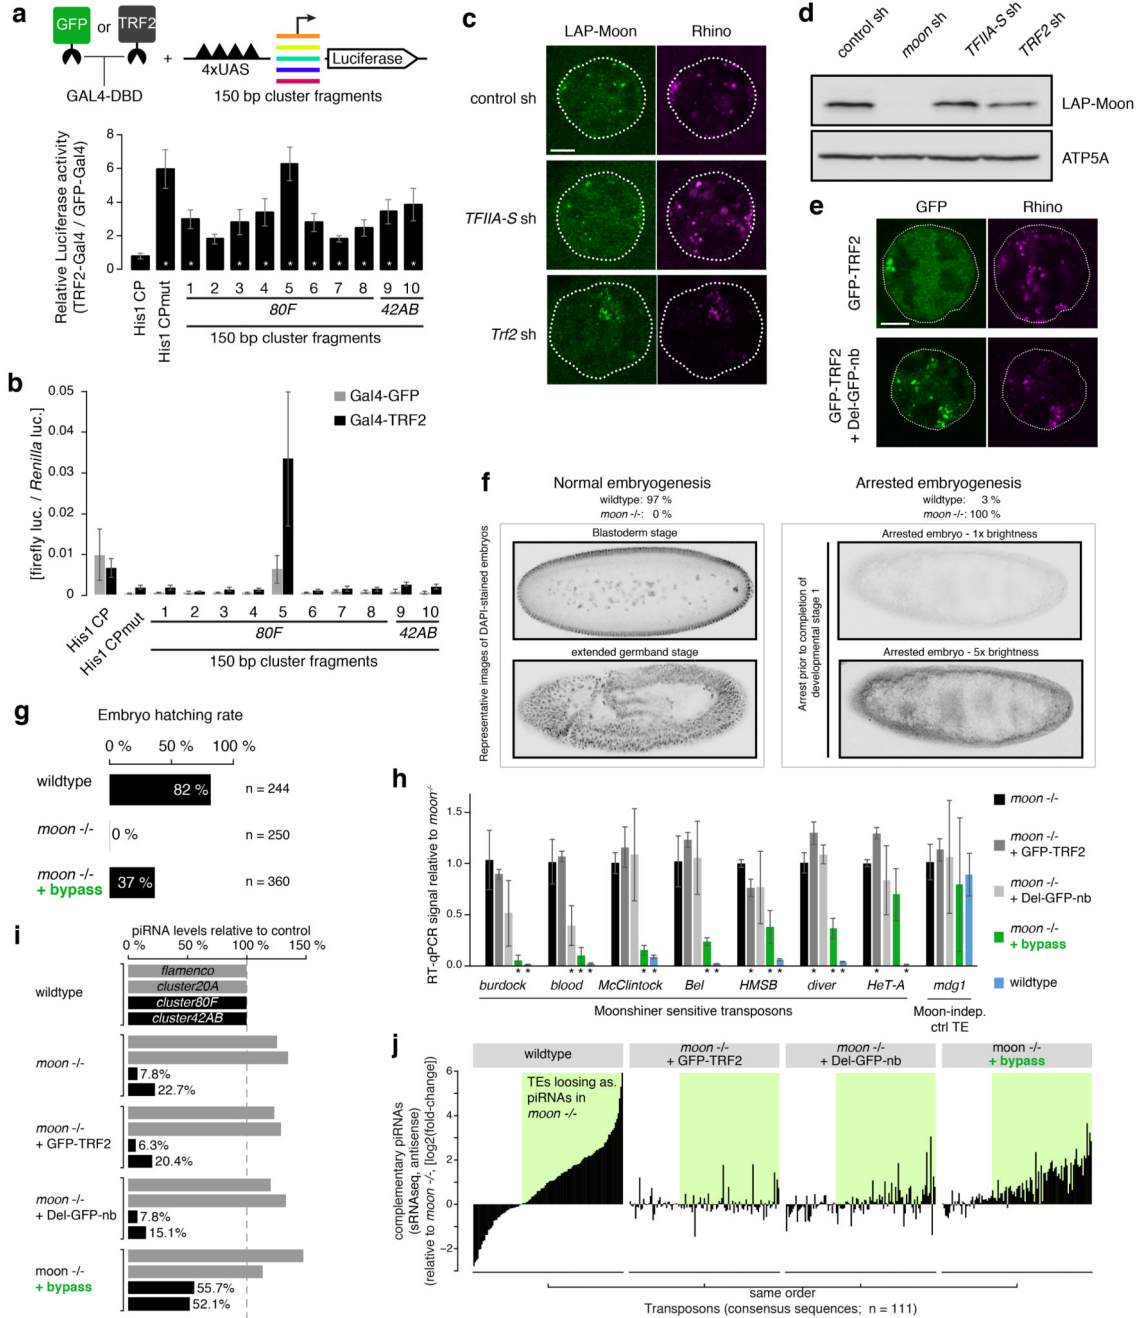 a
GFP or TRF2
+
4xUAS
Luciferase
GAL4-DBD
150 bp cluster fragments
Relative Luciferase activity
(TRF2-Gal4 / GFP-Gal4)
8
6
4
2
0
* * * * * * * * * * *
His1 CP
His1 CPmut
1 2 3 4 5 6 7 8 9 10
80F 42AB
150 bp cluster fragments
b
[firefly luc. / Renilla luc.]
0.05
0.04
0.03
0.02
0.01
0
Gal4-GFP
Gal4-TRF2
His1 CP
His1 CPmut
1 2 3 4 5 6 7 8 9 10
80F 42AB
150 bp cluster fragments
c
LAP-Moon Rhino
control sh
TFIIA-S sh
Trf2 sh
d
control sh
moon sh
TFIIA-S sh
TRF2 sh
LAP-Moon
ATP5A
e
GFP Rhino
GFP-TRF2
GFP-TRF2
+ Del-GFP-nb
f
Normal embryogenesis
wildtype: 97 %
moon -/-: 0 %
Representative images of DAPI-stained embryos
Blastoderm stage
extended germband stage
Arrested embryogenesis
wildtype: 3 %
moon -/-: 100 %
Arrest prior to completion of
developmental stage 1
Arrested embryo - 1x brightness
Arrested embryo - 5x brightness
g
Embryo hatching rate
0 % 50 % 100 %
wildtype 82 % n = 244
moon -/- 0 % n = 250
moon -/-
+ bypass 37 % n = 360
h
RT-qPCR signal relative to moon-/-
1.5
1.0
0.5
0.0
* * * * * * * * * * * * * * * * * *
burdock blood McClintock Bel HMSB diver HeT-A mdg1
Moonshiner sensitive transposons
Moon-indep.
ctrl TE
moon -/-
moon -/-
+ GFP-TRF2
moon -/-
+ Del-GFP-nb
moon -/-
+ bypass
wildtype
i
piRNA levels relative to control
0 % 50 % 100 % 150 %
wildtype
flamenco
cluster20A
cluster80F
cluster42AB
moon -/-
7.8%
22.7%
moon -/-
+ GFP-TRF2
6.3%
20.4%
moon -/-
+ Del-GFP-nb
7.8%
15.1%
moon -/-
+ bypass
55.7%
52.1%
j
wildtype
moon -/-
+ GFP-TRF2
moon -/-
+ Del-GFP-nb
moon -/-
+ bypass
complementary piRNAs
(sRNAseq, antisense)
(relative to moon -/-, [log2(fold-change])
6
4
2
0
−2
TEs loosing as.
piRNAs in
moon -/-
same order
Transposons (consensus sequences; n = 111)